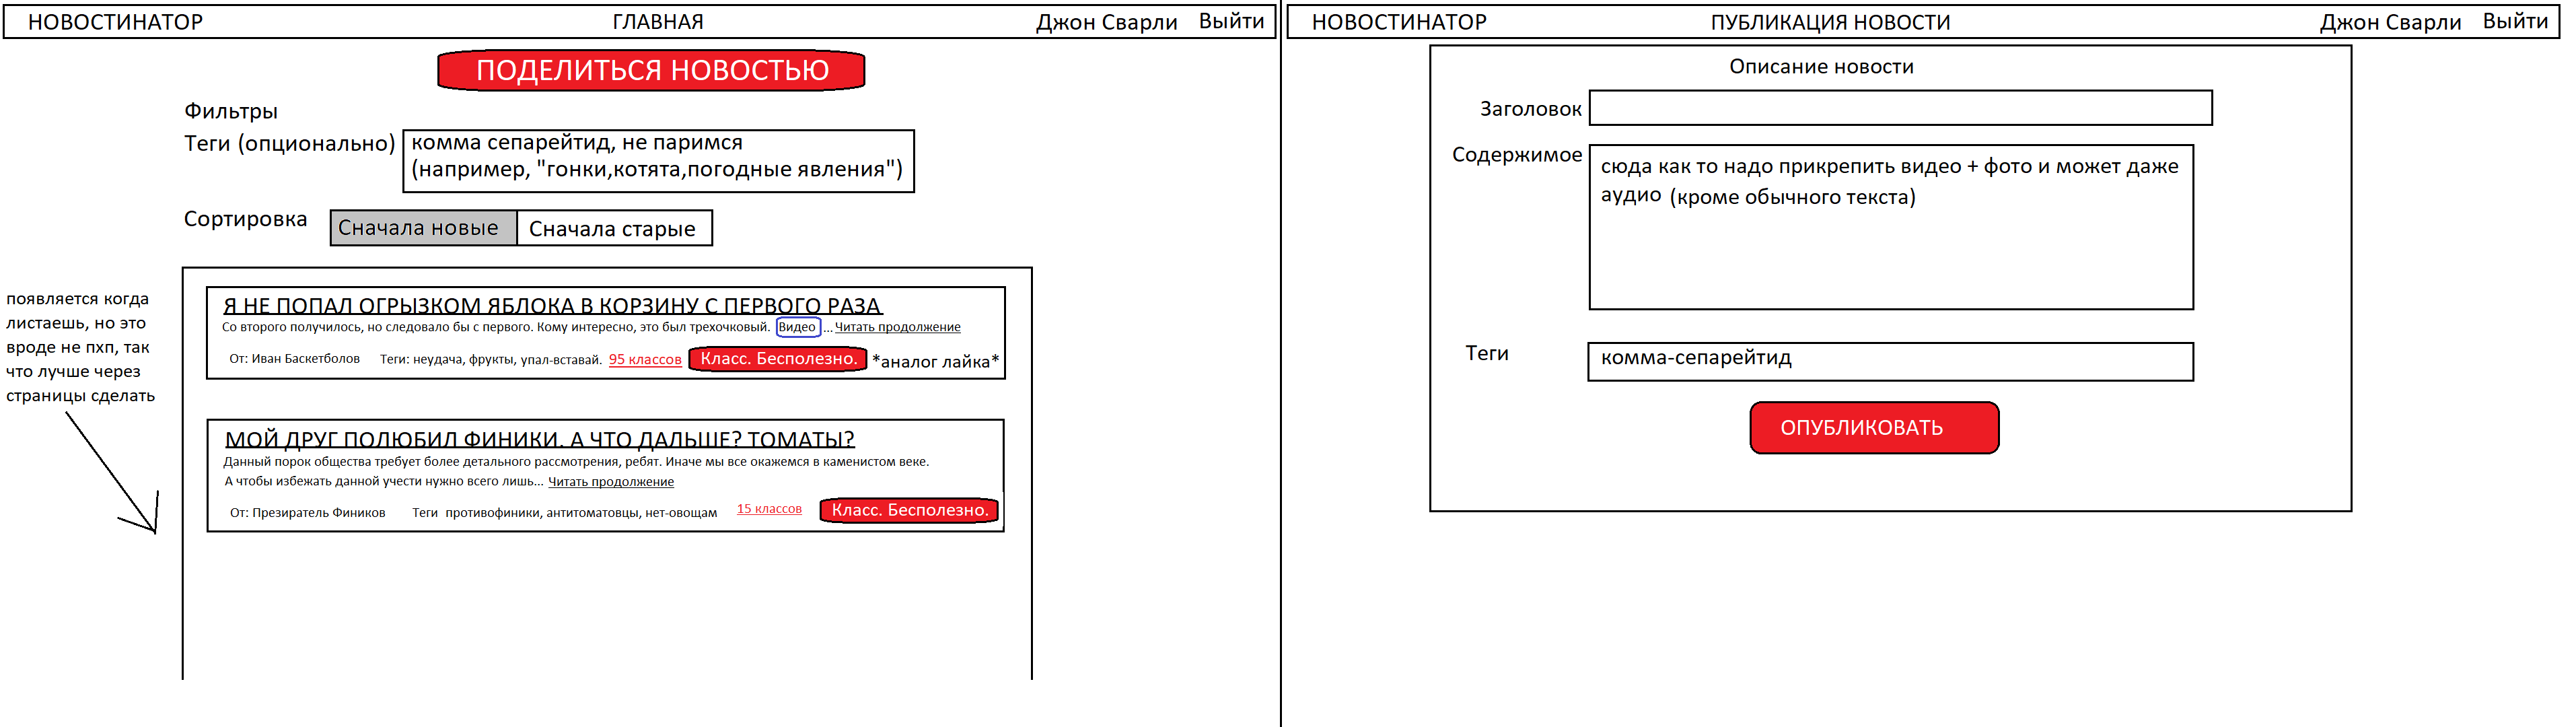 НОВОСТИНАТОР ГЛАВНАЯ Джон Сварли Выйти
ПОДЕЛИТЬСЯ НОВОСТЬЮ
Фильтры
Теги (опционально)
комма сепарейтид, не паримся
(например, "гонки,котята,погодные явления")
Сортировка Сначала новые Сначала старые
появляется когда
листаешь, но это
вроде не пхп, так
что лучше через
страницы сделать
Я НЕ ПОПАЛ ОГРЫЗКОМ ЯБЛОКА В КОРЗИНУ С ПЕРВОГО РАЗА
Со второго получилось, но следовало бы с первого. Кому интересно, это был трехочковый. Видео ... Читать продолжение
От: Иван Баскетболов Теги: неудача, фрукты, упал-вставай. 95 классов Класс. Бесполезно. *аналог лайка*
МОЙ ДРУГ ПОЛЮБИЛ ФИНИКИ. А ЧТО ДАЛЬШЕ? ТОМАТЫ?
Данный порок общества требует более детального рассмотрения, ребят. Иначе мы все окажемся в каменистом веке.
А чтобы избежать данной учести нужно всего лишь... Читать продолжение
От: Презиратель Фиников Теги противофиники, антитоматовцы, нет-овощам 15 классов Класс. Бесполезно.
НОВОСТИНАТОР ПУБЛИКАЦИЯ НОВОСТИ Джон Сварли Выйти
Описание новости
Заголовок
Содержимое
сюда как то надо прикрепить видео + фото и может даже
аудио (кроме обычного текста)
Теги комма-сепарейтид
ОПУБЛИКОВАТЬ